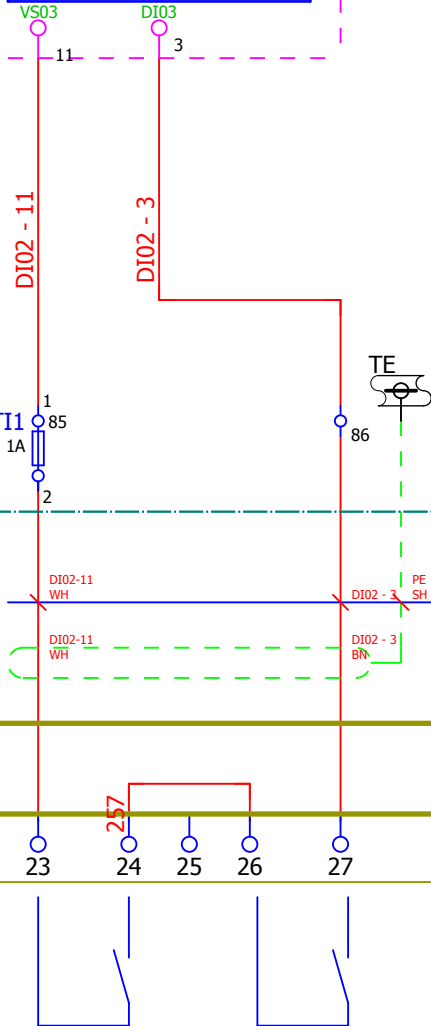 VS03
DI03
11
3
DI02 - 11
DI02 - 3
TE
1
TI1
85
1A
86
2
DI02-11
WH
DI02 - 3
PE
SH
DI02-11
WH
DI02 - 3
BN
257
23
24
25
26
27